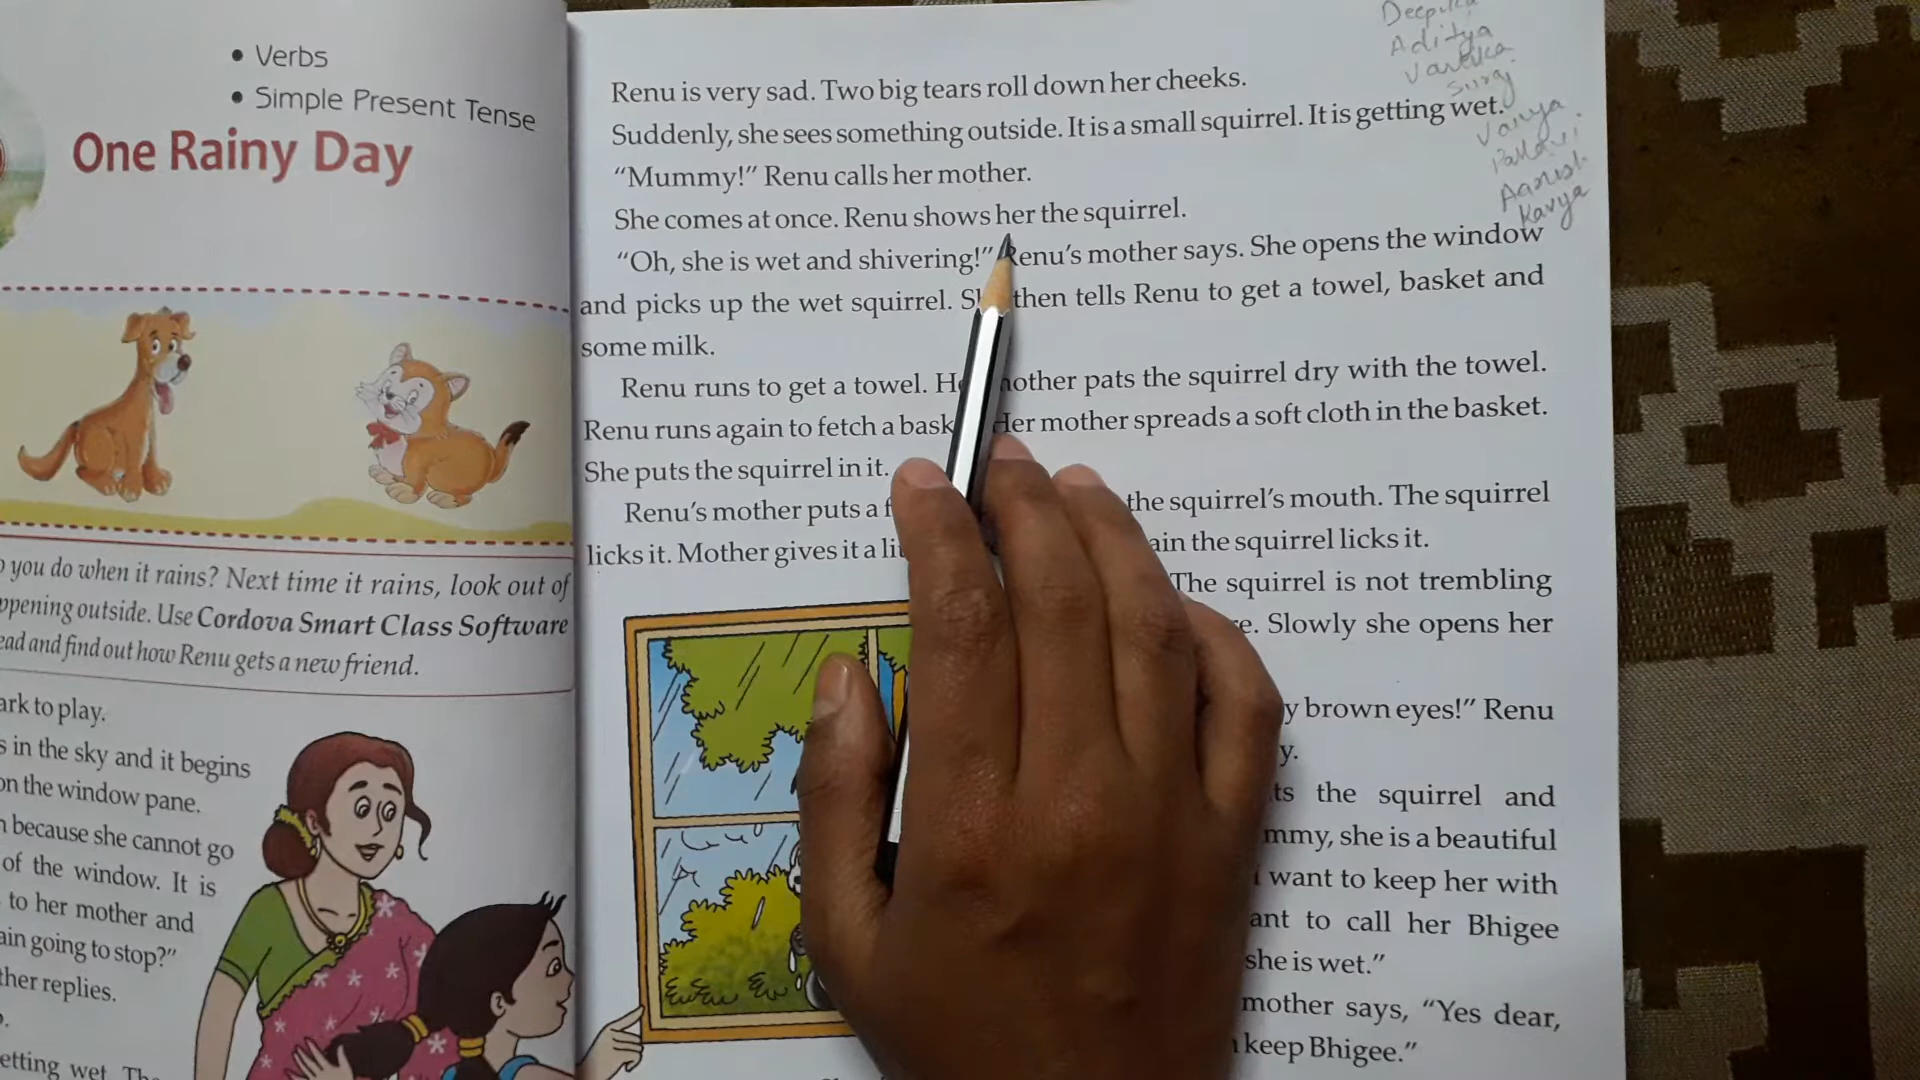 • Verbs
• Simple Present Tense
One Rainy Day
you do when it rains? Next time it rains, look out of
ppening outside. Use Cordova Smart Class Software
ead and find out how Renu gets a new friend.
ark to play.
s in the sky and it begins
on the window pane.
because she cannot go
of the window. It is
to her mother and
ain going to stop?"
ther replies.
etting wet.
Renu is very sad. Two big tears roll down her cheeks.
Suddenly, she sees something outside. It is a small squirrel. It is getting wet.
"Mummy!" Renu calls her mother.
She comes at once. Renu shows her the squirrel.
"Oh, she is wet and shivering!" Renu's mother says. She opens the window
and picks up the wet squirrel. then tells Renu to get a towel, basket and
some milk.
Renu runs to get a towel. mother pats the squirrel dry with the towel.
Renu runs again to fetch a bask Her mother spreads a soft cloth in the basket.
She puts the squirrel in it.
Renu's mother puts a the squirrel's mouth. The squirrel
licks it. Mother gives it a ain the squirrel licks it.
The squirrel is not trembling
e. Slowly she opens her
y brown eyes!" Renu
y.
ts the squirrel and
mmy, she is a beautiful
want to keep her with
ant to call her Bhigee
she is wet."
mother says, "Yes dear,
keep Bhigee."
Aditya
Suraj
Vanya
Kavya